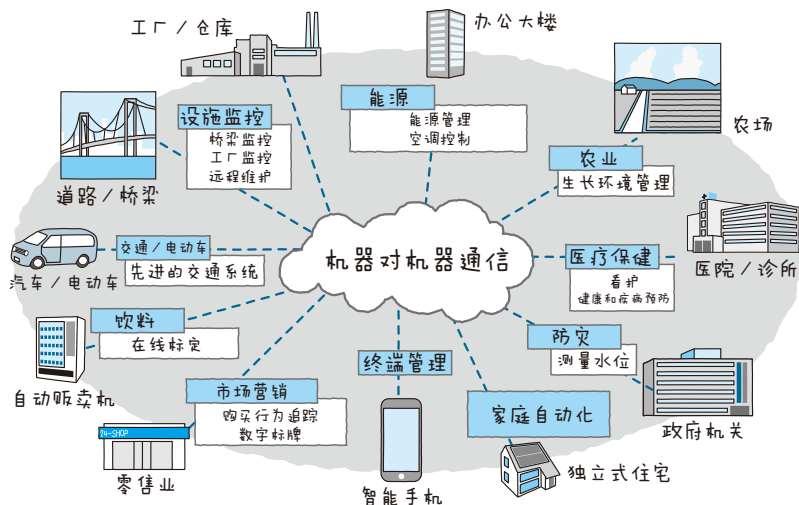 工厂 / 仓库
办公大楼
设施监控
桥梁监控
工厂监控
远程维护
能源
能源管理
空调控制
农场
农业
生长环境管理
道路 / 桥梁
交通 / 电动车
先进的交通系统
汽车 / 电动车
机器对机器通信
医疗保健
看护
健康和疾病预防
医院 / 诊所
饮料
在线标定
自动贩卖机
防灾
测量水位
政府机关
市场营销
购买行为追踪
数字标牌
24-SHOP
零售业
终端管理
智能手机
家庭自动化
独立式住宅